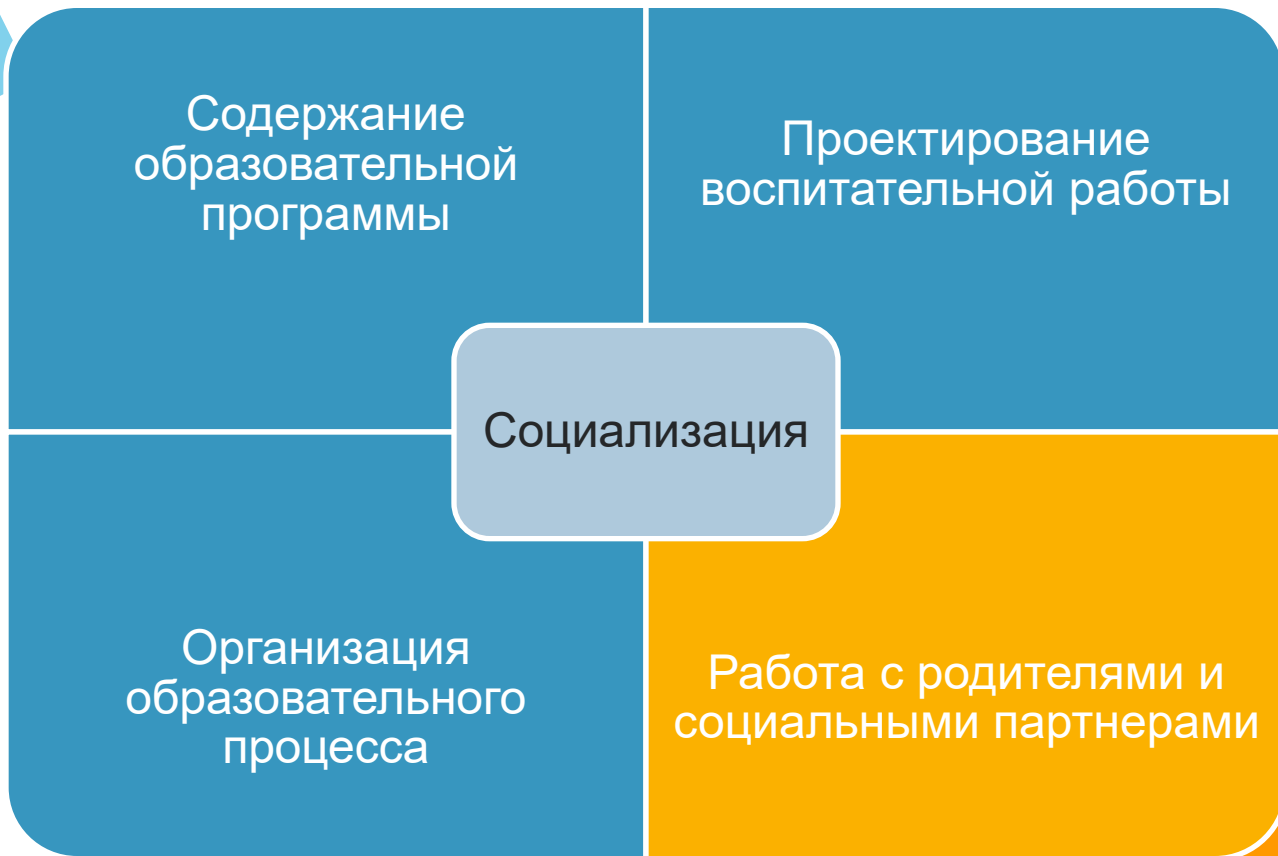 Содержание
образовательной
программы
Проектирование
воспитательной работы
Социализация
Организация
образовательного
процесса
Работа с родителями и
социальными партнерами